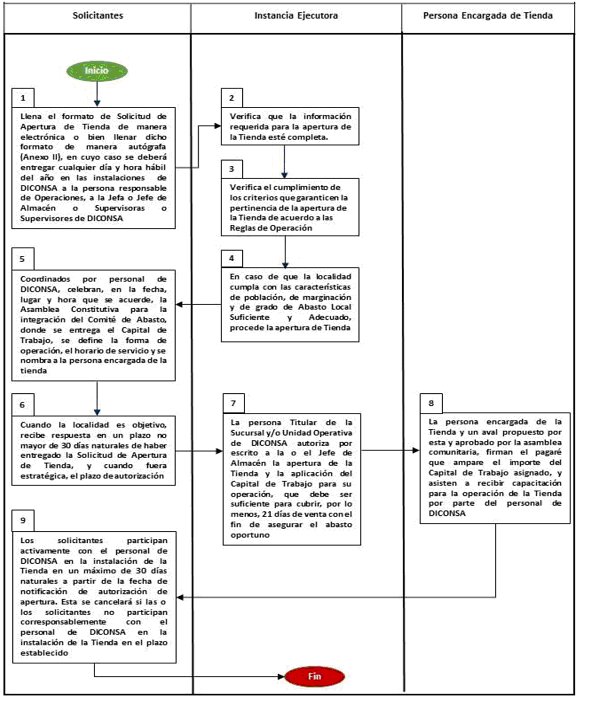 Solicitantes
Instancia Ejecutora
Persona Encargada de Tienda
Inicio
1
Llena el formato de Solicitud de
Apertura de Tienda de manera
electrónica o bien llenar dicho
formato de manera autógrafa
(Anexo II), en cuyo caso se deberá
entregar cualquier día y hora hábil
del año en las instalaciones de
DICONSA a la persona responsable
de Operaciones, a la Jefa o Jefe de
Almacén o Supervisoras o
Supervisores de DICONSA
2
Verifica que la información
requerida para la apertura de
la Tienda esté completa.
3
Verifica el cumplimiento de
los criterios que garanticen la
pertinencia de la apertura de
la Tienda de acuerdo a las
Reglas de Operación
4
En caso de que la localidad
cumpla con las características
de población, de marginación
y de grado de Abasto Local
Suficiente y Adecuado,
procede la apertura de Tienda
5
Coordinados por personal de
DICONSA, celebran, en la fecha,
lugar y hora que se acuerde, la
Asamblea Constitutiva para la
integración del Comité de Abasto,
donde se entrega el Capital de
Trabajo, se define la forma de
operación, el horario de servicio y se
nombra a la persona encargada de la
tienda
6
Cuando la localidad es objetivo,
recibe respuesta en un plazo no
mayor de 30 días naturales de haber
entregado la Solicitud de Apertura
de Tienda, y cuando fuera
estratégica, el plazo de autorización
7
La persona Titular de la
Sucursal y/o Unidad Operativa
de DICONSA autoriza por
escrito a la o el Jefe de
Almacén la apertura de la
Tienda y la aplicación del
Capital de Trabajo para su
operación, que debe ser
suficiente para cubrir, por lo
menos, 21 días de venta con el
fin de asegurar el abasto
oportuno
8
La persona encargada de la
Tienda y un aval propuesto por
esta y aprobado por la asamblea
comunitaria, firman el pagaré
que ampare el importe del
Capital de Trabajo asignado, y
asisten a recibir capacitación
para la operación de la Tienda
por parte del personal de
DICONSA
9
Los solicitantes participan
activamente con el personal de
DICONSA en la instalación de la
Tienda en un máximo de 30 días
naturales a partir de la fecha de
notificación de autorización de
apertura. Esta se cancelará si las o
los solicitantes no participan
corresponsablemente con el
personal de DICONSA en la
instalación de la Tienda en el plazo
establecido
Fin